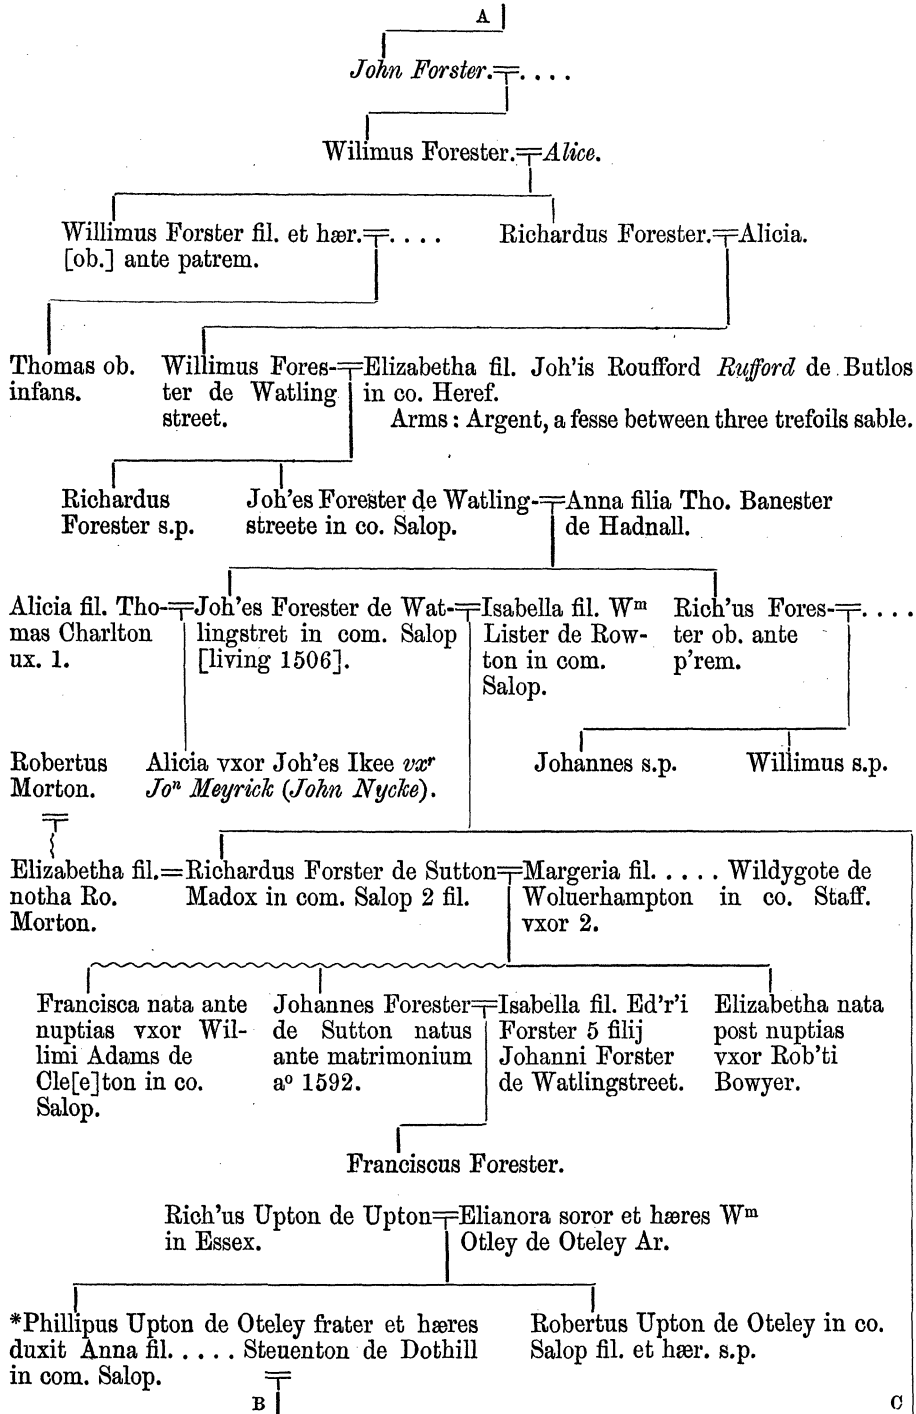 A
John Forster. . . . .
Wilimus Forester. Alice.
Willimus Forster fil. et hær. . . . .
[ob.] ante patrem.
Richardus Forester. Alicia.
Thomas ob.
infans.
Willimus Fores-
ter de Watling
street.
Elizabetha fil. Joh'is Roufford Rufford de Butlos
in co. Heref.
Arms : Argent, a fesse between three trefoils sable.
Richardus
Forester s.p.
Joh'es Forester de Watling-
streete in co. Salop.
Anna filia Tho. Banester
de Hadnall.
Alicia fil. Tho-
mas Charlton
ux. 1.
Joh'es Forester de Wat-
lingstret in com. Salop
[living 1506].
Isabella fil. Wᵐ
Lister de Row-
ton in com.
Salop.
Rich'us Fores- . . . .
ter ob. ante
p'rem.
Johannes s.p.
Willimus s.p.
Robertus
Morton.
Alicia vxor Joh'es Ikee vxʳ
Joⁿ Meyrick (John Nycke).
Elizabetha fil.
notha Ro.
Morton.
=
Richardus Forster de Sutton
Madox in com. Salop 2 fil.
Margeria fil. . . . . . Wildygote de
Woluerhampton in co. Staff.
vxor 2.
Francisca nata ante
nuptias vxor Wil-
limi Adams de
Cle[e]ton in co.
Salop.
Johannes Forester
de Sutton natus
ante matrimonium
aᵒ 1592.
Isabella fil. Ed'r'i
Forster 5 filij
Johanni Forster
de Watlingstreet.
Elizabetha nata
post nuptias
vxor Rob'ti
Bowyer.
Franciscus Forester.
Rich'us Upton de Upton
in Essex.
Elianora soror et hæres Wᵐ
Otley de Oteley Ar.
*Phillipus Upton de Oteley frater et hæres
duxit Anna fil. . . . . . Steuenton de Dothill
in com. Salop.
Robertus Upton de Oteley in co.
Salop fil. et hær. s.p.
B
C